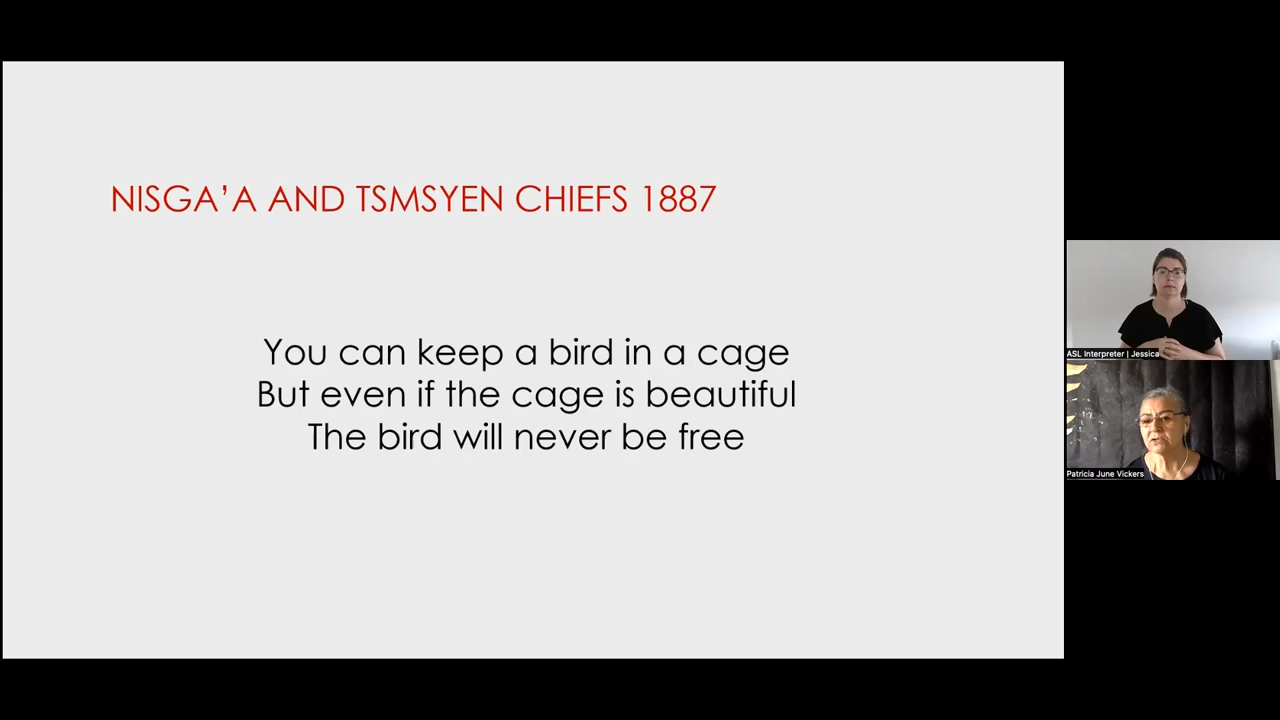 NISGA’A AND TSMSYEN CHIEFS 1887
You can keep a bird in a cage
But even if the cage is beautiful
The bird will never be free
ASL Interpreter | Jessica
Patricia June Vickers